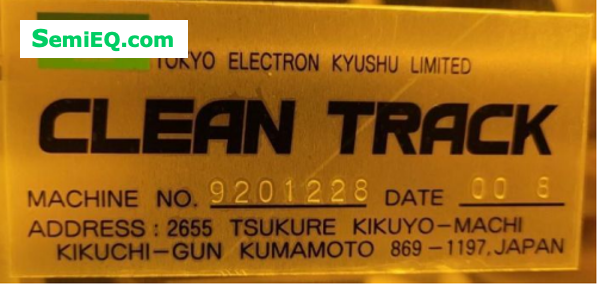 SemiEQ.com
TOKYO ELECTRON KYUSHU LIMITED
CLEAN TRACK
MACHINE NO. 9201228 DATE 00 8
ADDRESS : 2655 TSUKURE KIKUYO-MACHI
KIKUCHI-GUN KUMAMOTO 869-1197, JAPAN